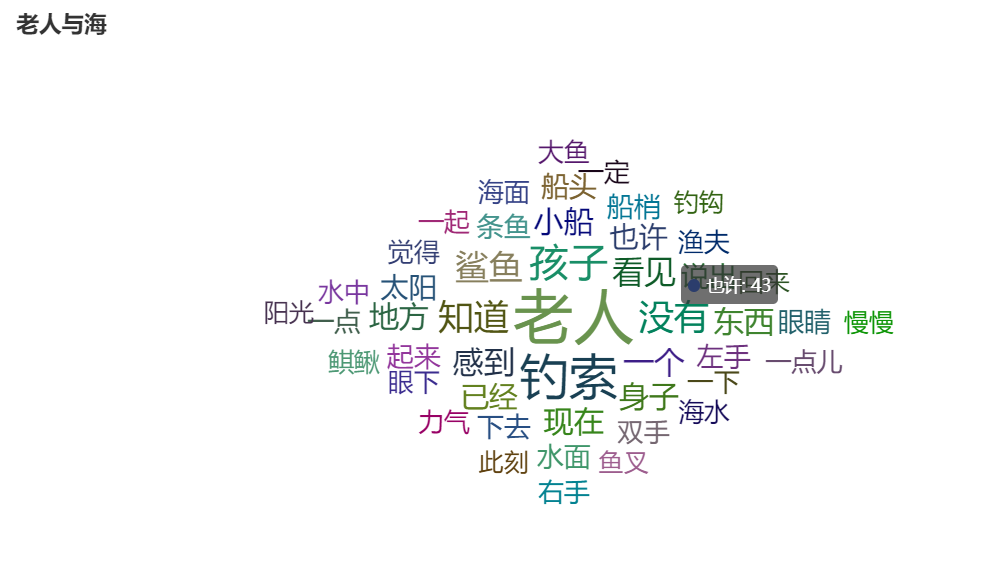 老人与海
大鱼
一定
船头
海面
船梢
钓钩
一起
条鱼
小船
也许
渔夫
觉得
鲨鱼
孩子
看见
说出
回来
也许: 43
水中
太阳
阳光
一点
地方
知道
老人
没有
东西
眼睛
慢慢
鲯鳅
起来
感到
钓索
一个
左手
一点儿
眼下
已经
身子
一下
海水
力气
下去
现在
双手
此刻
水面
鱼叉
右手